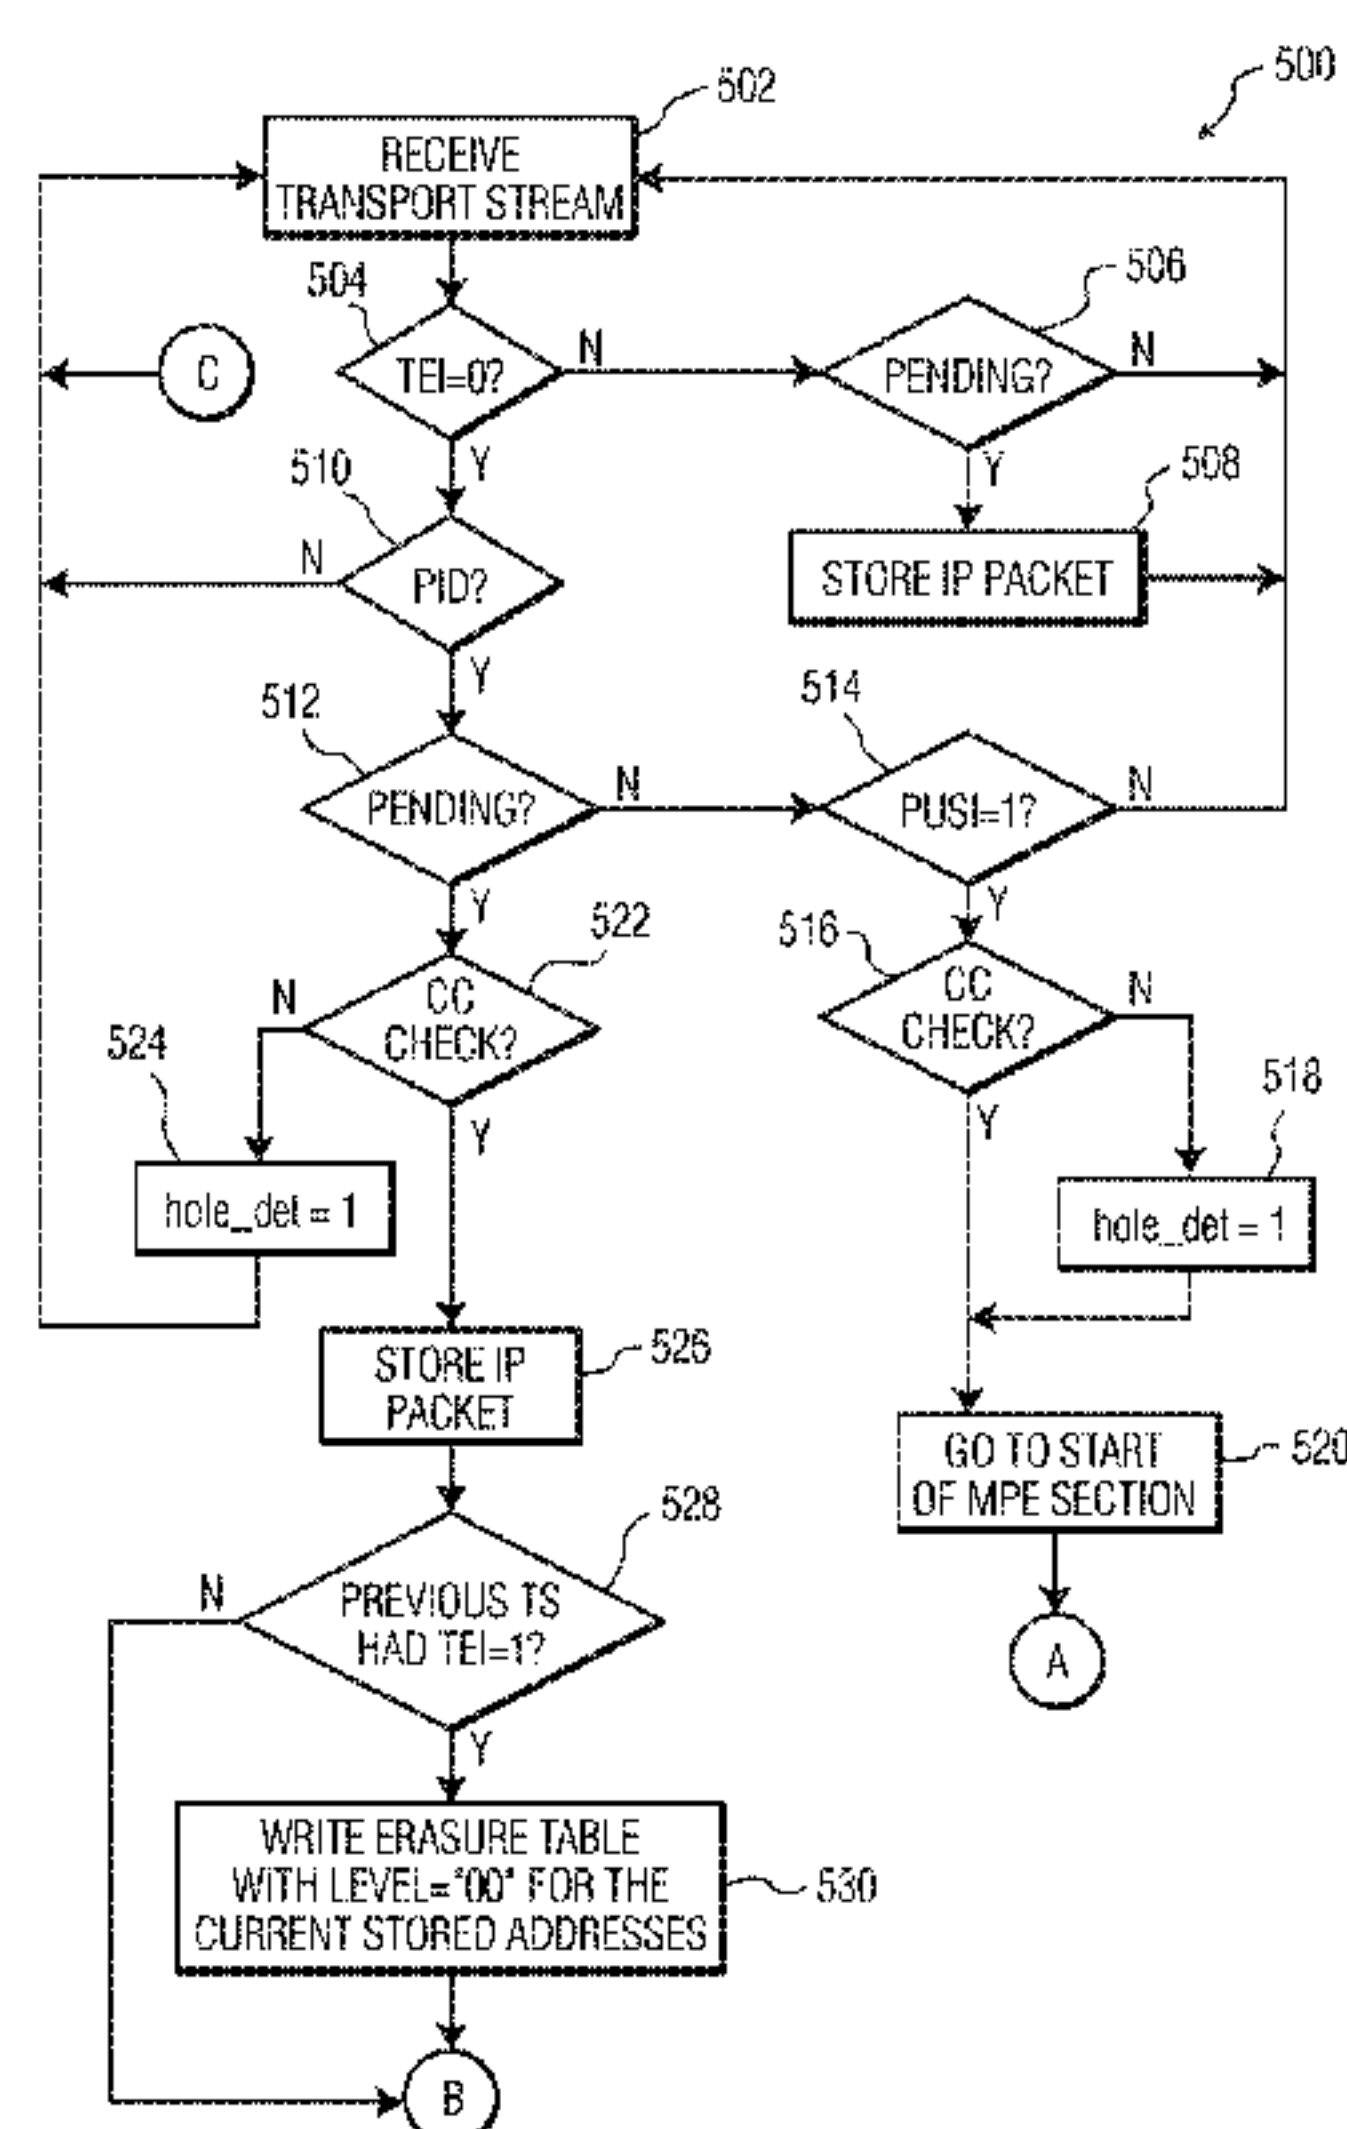 500
502
RECEIVE
TRANSPORT STREAM
504
506
TEI=0?
N
PENDING?
N
C
Y
Y
510
508
N
PID?
STORE IP PACKET
Y
512
514
PENDING?
N
PUSI=1?
N
Y
Y
522
516
N
CC
CHECK?
CC
CHECK?
N
524
518
Y
Y
hole_det = 1
hole_det = 1
STORE IP
PACKET
526
GO TO START
OF MPE SECTION
520
528
N
PREVIOUS TS
HAD TEI=1?
A
Y
WRITE ERASURE TABLE
WITH LEVEL="00" FOR THE
CURRENT STORED ADDRESSES
530
B